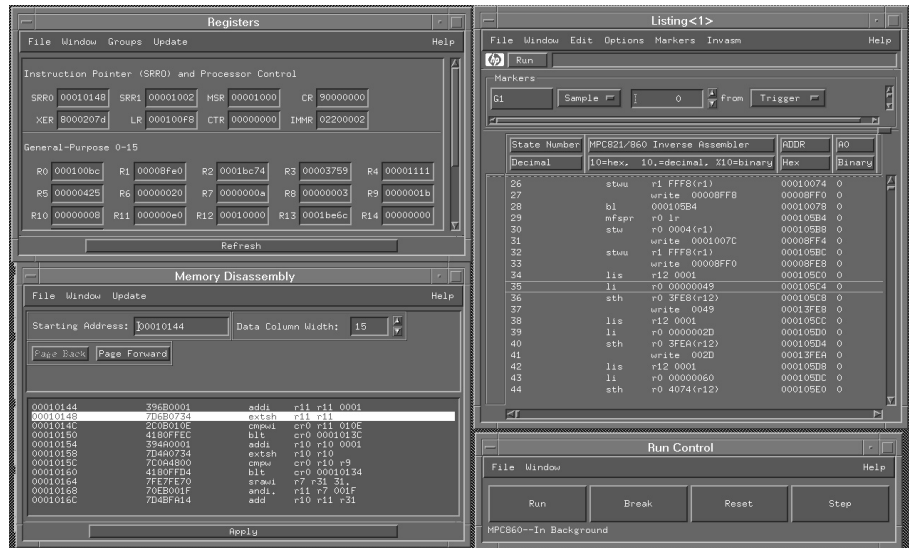 Registers
File Window Groups Update Help
Instruction Pointer (SRR0) and Processor Control
SRR0 00010148 SRR1 00001002 MSR 00001000 CR 90000000
XER 8000207d LR 000100F8 CTR 00000000 IMMR 02200002
General-Purpose 0-15
R0 000100bc R1 00008fe0 R2 0001bc74 R3 00003759 R4 00001111
R5 00000425 R6 00000020 R7 0000000a R8 00000003 R9 0000001b
R10 00000008 R11 000000e0 R12 00010000 R13 0001be6c R14 00000000
Refresh
Memory Disassembly
File Window Update Help
Starting Address: 00010144 Data Column Width: 15
Page Back Page Forward
00010144 396B0001 addi r11 r11 0001
00010148 7D6B0734 extsh r11 r11
0001014C 2C0B010E cmpwi cr0 r11 010E
00010150 4180FFEC blt cr0 0001013C
00010154 394A0001 addi r10 r10 0001
00010158 7D4A0734 extsh r10 r10
0001015C 7C0A4800 cmpw cr0 r10 r9
00010160 4180FFD4 blt cr0 00010134
00010164 7FE7FE70 srawi r7 r31 31.
00010168 70EB001F andi. r11 r7 001F
0001016C 7D4BFA14 add r10 r11 r31
Apply
Listing<1>
File Window Edit Options Markers Invasm Help
hp Run
Markers
G1 Sample 0 from Trigger
State Number MPC821/860 Inverse Assembler ADDR AO
Decimal 10=hex, 10.=decimal, %10=binary Hex Binary
26 stwu r1 FFF8(r1) 00010074 0
27 write 00008FF8 00008FF0 0
28 bl 000105B4 00010078 0
29 mfspr r0 lr 000105B4 0
30 stw r0 0004(r1) 000105B8 0
31 write 0001007C 00008FF4 0
32 stwu r1 FFF8(r1) 000105BC 0
33 write 00008FF0 00008FE8 0
34 lis r12 0001 000105C0 0
35 li r0 00000049 000105C4 0
36 sth r0 3FE8(r12) 000105C8 0
37 write 0049 00013FE8 0
38 lis r12 0001 000105CC 0
39 li r0 0000002D 000105D0 0
40 sth r0 3FEA(r12) 000105D4 0
41 write 002D 00013FEA 0
42 lis r12 0001 000105D8 0
43 li r0 00000060 000105DC 0
44 sth r0 4074(r12) 000105E0 0
Run Control
File Window Help
Run Break Reset Step
MPC860--In Background